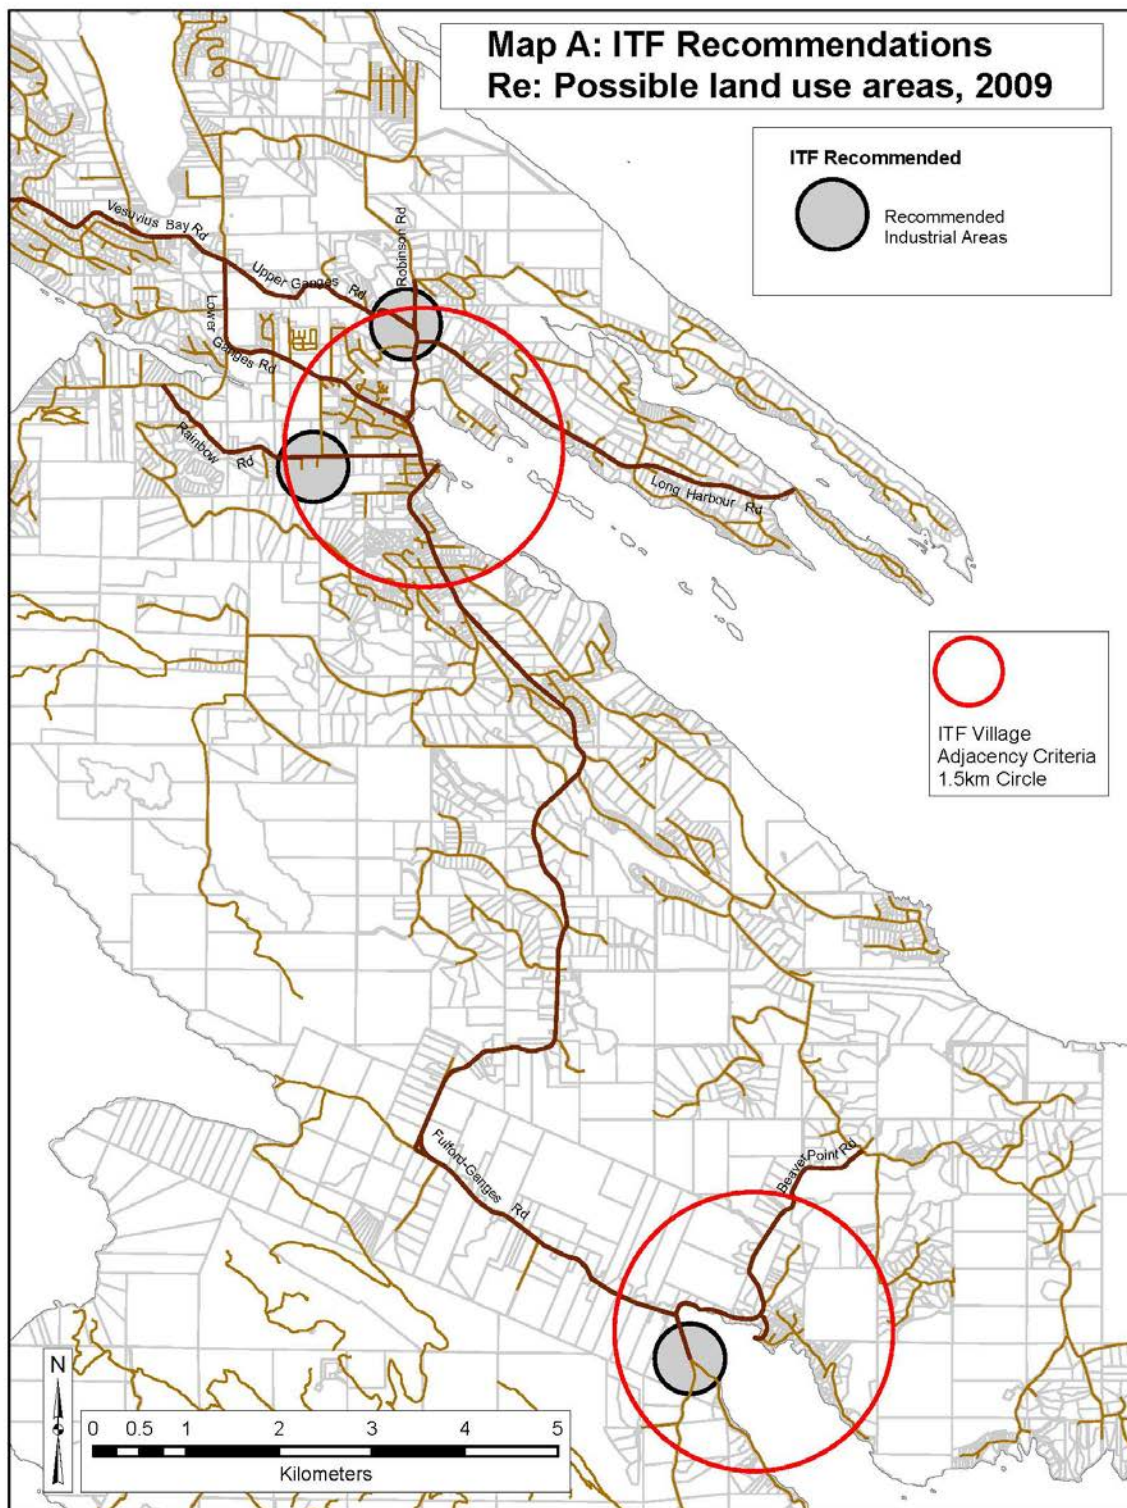 Map A: ITF Recommendations
Re: Possible land use areas, 2009
ITF Recommended
Recommended
Industrial Areas
Vesuvius Bay Rd
Robinson Rd
Upper Ganges Rd
Lower Ganges Rd
Rainbow Rd
Long Harbour Rd
ITF Village
Adjacency Criteria
1.5km Circle
Beaver Point Rd
Fulford-Ganges Rd
N
0 0.5 1 2 3 4 5
Kilometers